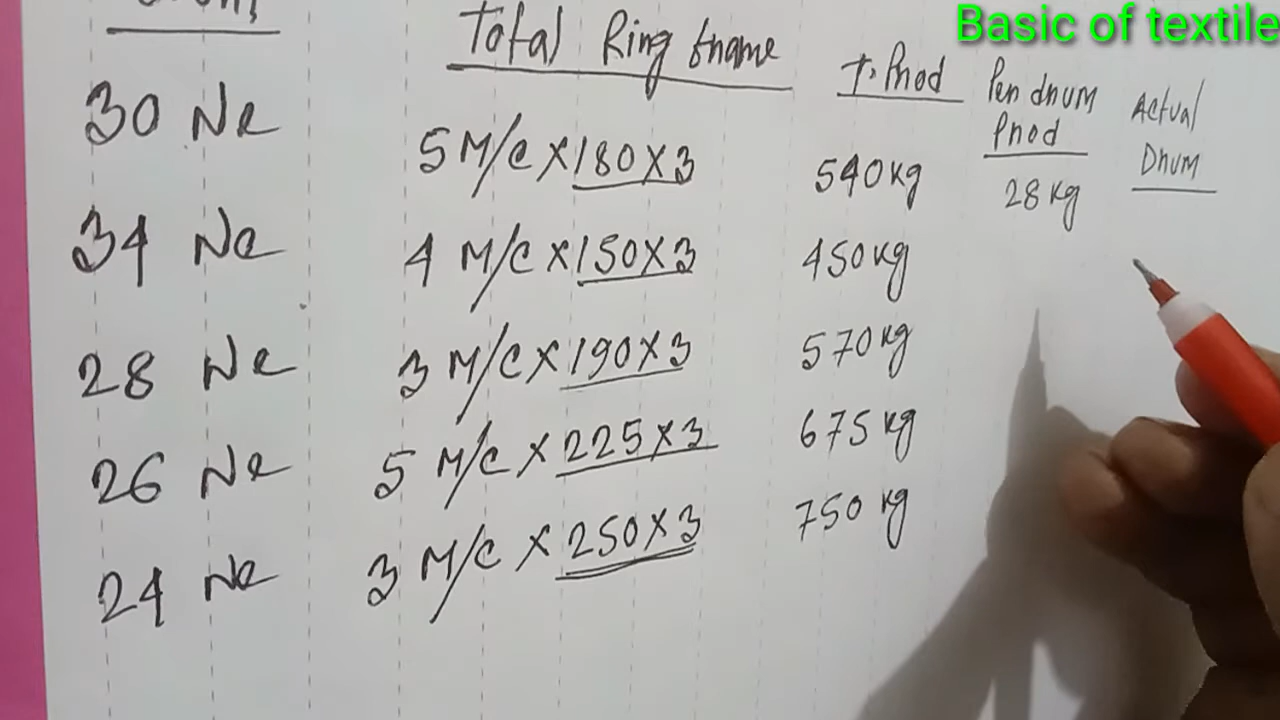 Basic of textile
Total Ring frame T. Prod Per drum Prod Actual Drum
30 Ne 5 M/C X 180 X 3 540 kg 28 kg
34 Ne 4 M/C X 150 X 3 450 kg
28 Ne 3 M/C X 190 X 3 570 kg
26 Ne 5 M/C X 225 X 3 675 kg
24 Ne 3 M/C X 250 X 3 750 kg